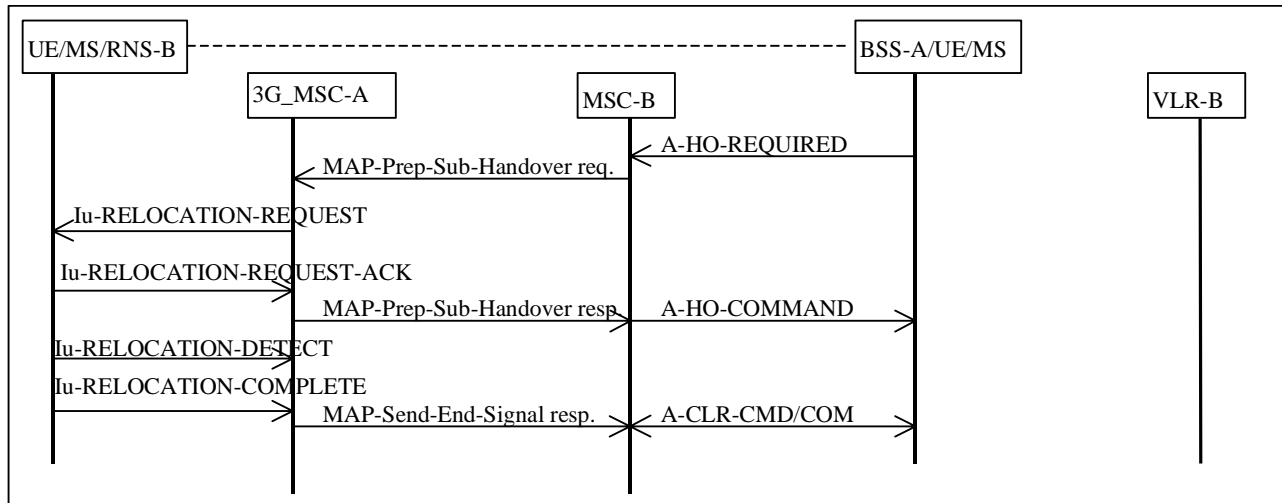 UE/MS/RNS-B
BSS-A/UE/MS
3G_MSC-A
MSC-B
VLR-B
A-HO-REQUIRED
MAP-Prep-Sub-Handover req.
Iu-RELOCATION-REQUEST
Iu-RELOCATION-REQUEST-ACK
MAP-Prep-Sub-Handover resp
A-HO-COMMAND
Iu-RELOCATION-DETECT
Iu-RELOCATION-COMPLETE
MAP-Send-End-Signal resp.
A-CLR-CMD/COM